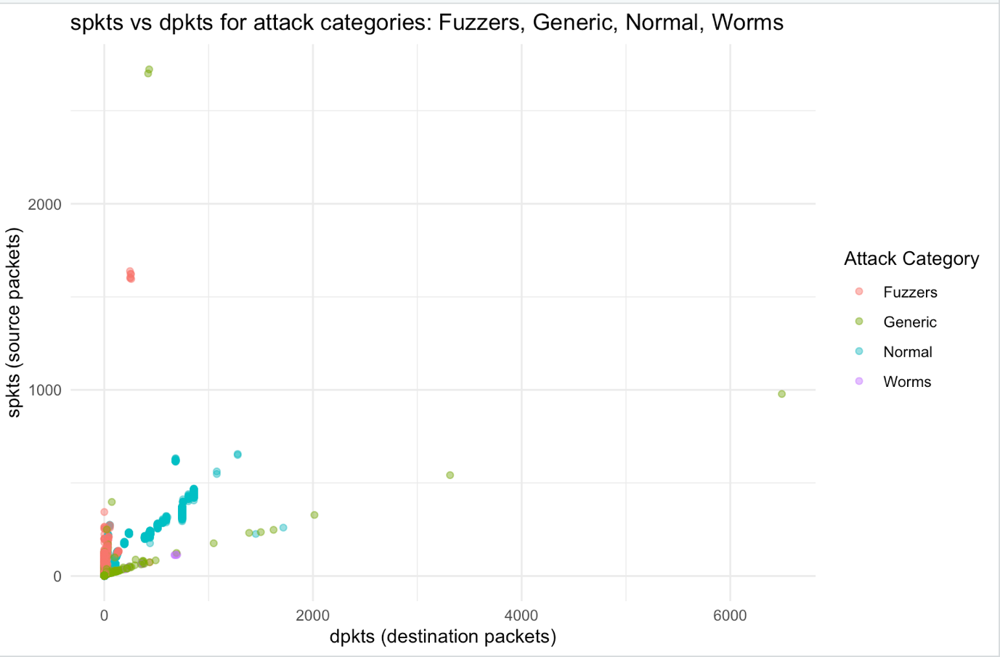 spkts vs dpkts for attack categories: Fuzzers, Generic, Normal, Worms
spkts (source packets)
2000
1000
0
0
2000
4000
6000
dpkts (destination packets)
Attack Category
Fuzzers
Generic
Normal
Worms